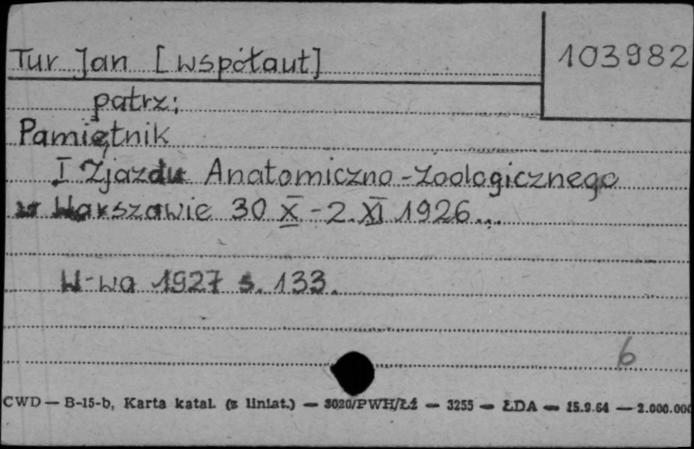 Tur Jan [współaut]
103982
patrz:
Pamiętnik
I Zjazdu Anatomiczno-Zoologicznego
w Warszawie 30 X - 2. XI 1926...
W-wa 1927 s. 133.
6
CWD — B-15-b, Karta katal. (z liniat.) — 3020/PWH/Łź — 3255 — ŁDA — 15.9.64 — 2.000.000